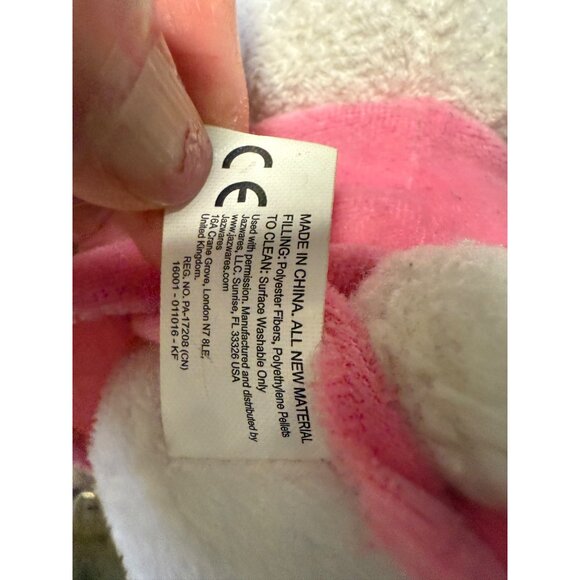 CE
MADE IN CHINA. ALL NEW MATERIAL
FILLING: Polyester Fibers, Polyethylene Pellets
TO CLEAN: Surface Washable Only
Used with permission. Manufactured and distributed by
Jazwares, LLC. Sunrise, FL 33326 USA
www.jazwares.com
Jazwares
16A Crane Grove, London N7 8LE,
United Kingdom.
REG. NO. PA-17208 (CN)
16001 - 011016 - KF